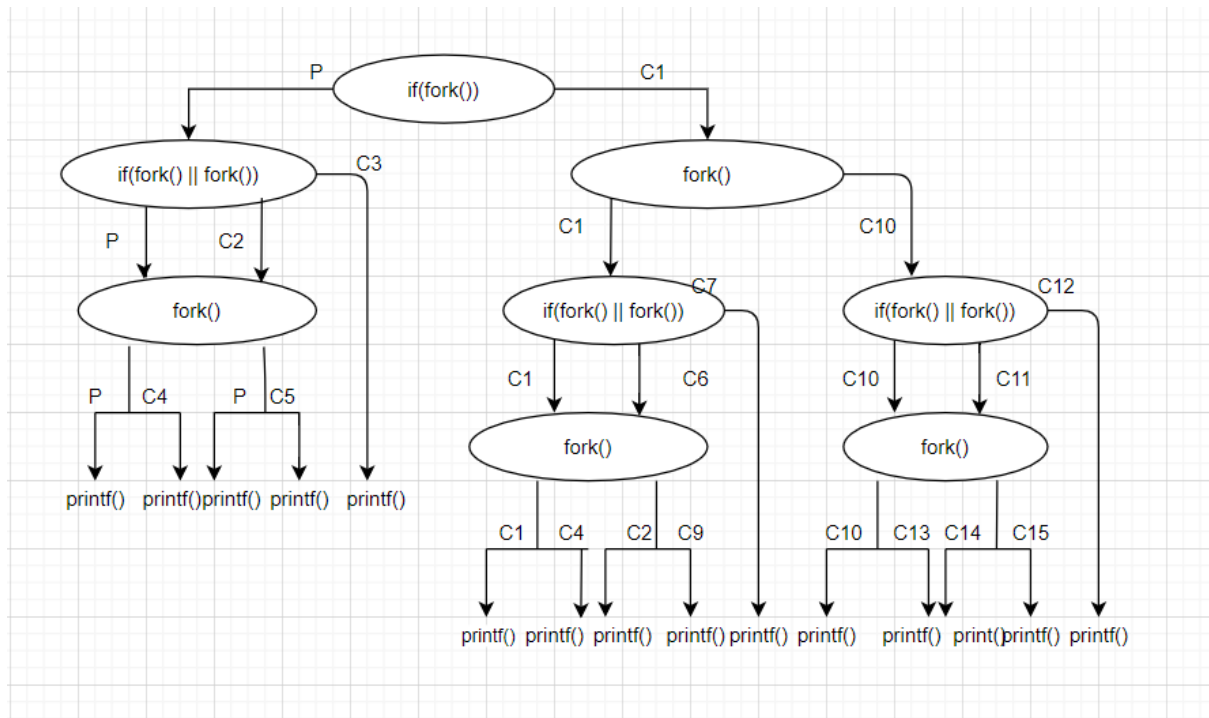 P if(fork()) C1
if(fork() || fork()) C3 fork()
P C2 C1 C10
fork() if(fork() || fork()) C7 if(fork() || fork()) C12
P C4 P C5 C1 C6 C10 C11
fork() fork()
printf() printf() printf() printf() printf()
C1 C4 C2 C9 C10 C13 C14 C15
printf() printf() printf() printf() printf() printf() printf() print() printf() printf()